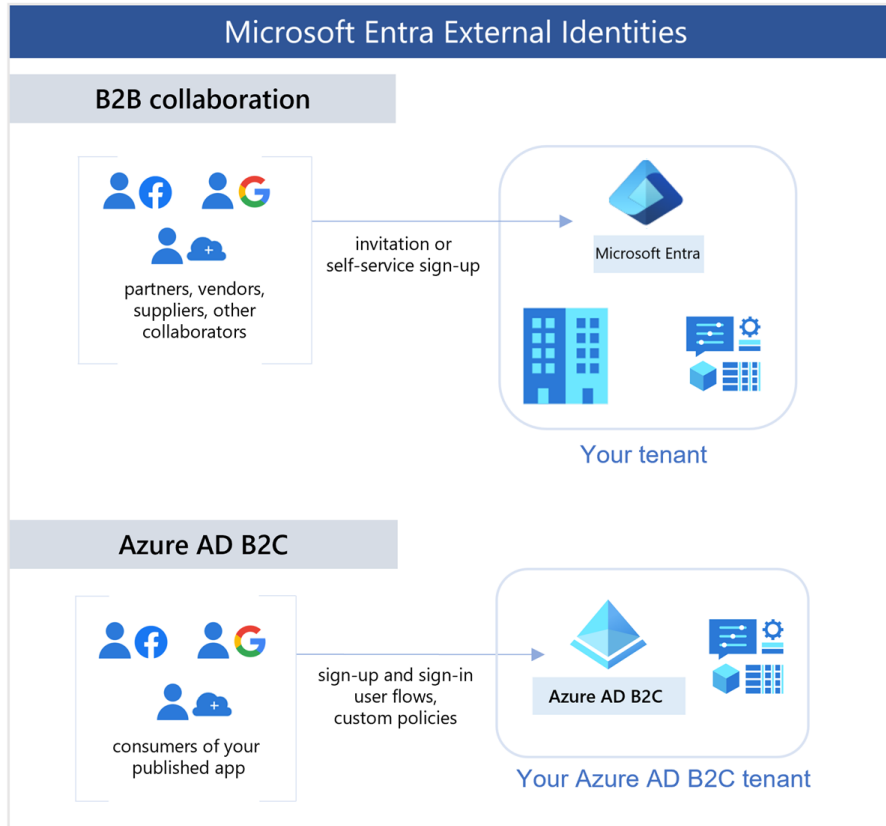 Microsoft Entra External Identities
B2B collaboration
partners, vendors,
suppliers, other
collaborators
invitation or
self-service sign-up
Microsoft Entra
Your tenant
Azure AD B2C
consumers of your
published app
sign-up and sign-in
user flows,
custom policies
Azure AD B2C
Your Azure AD B2C tenant